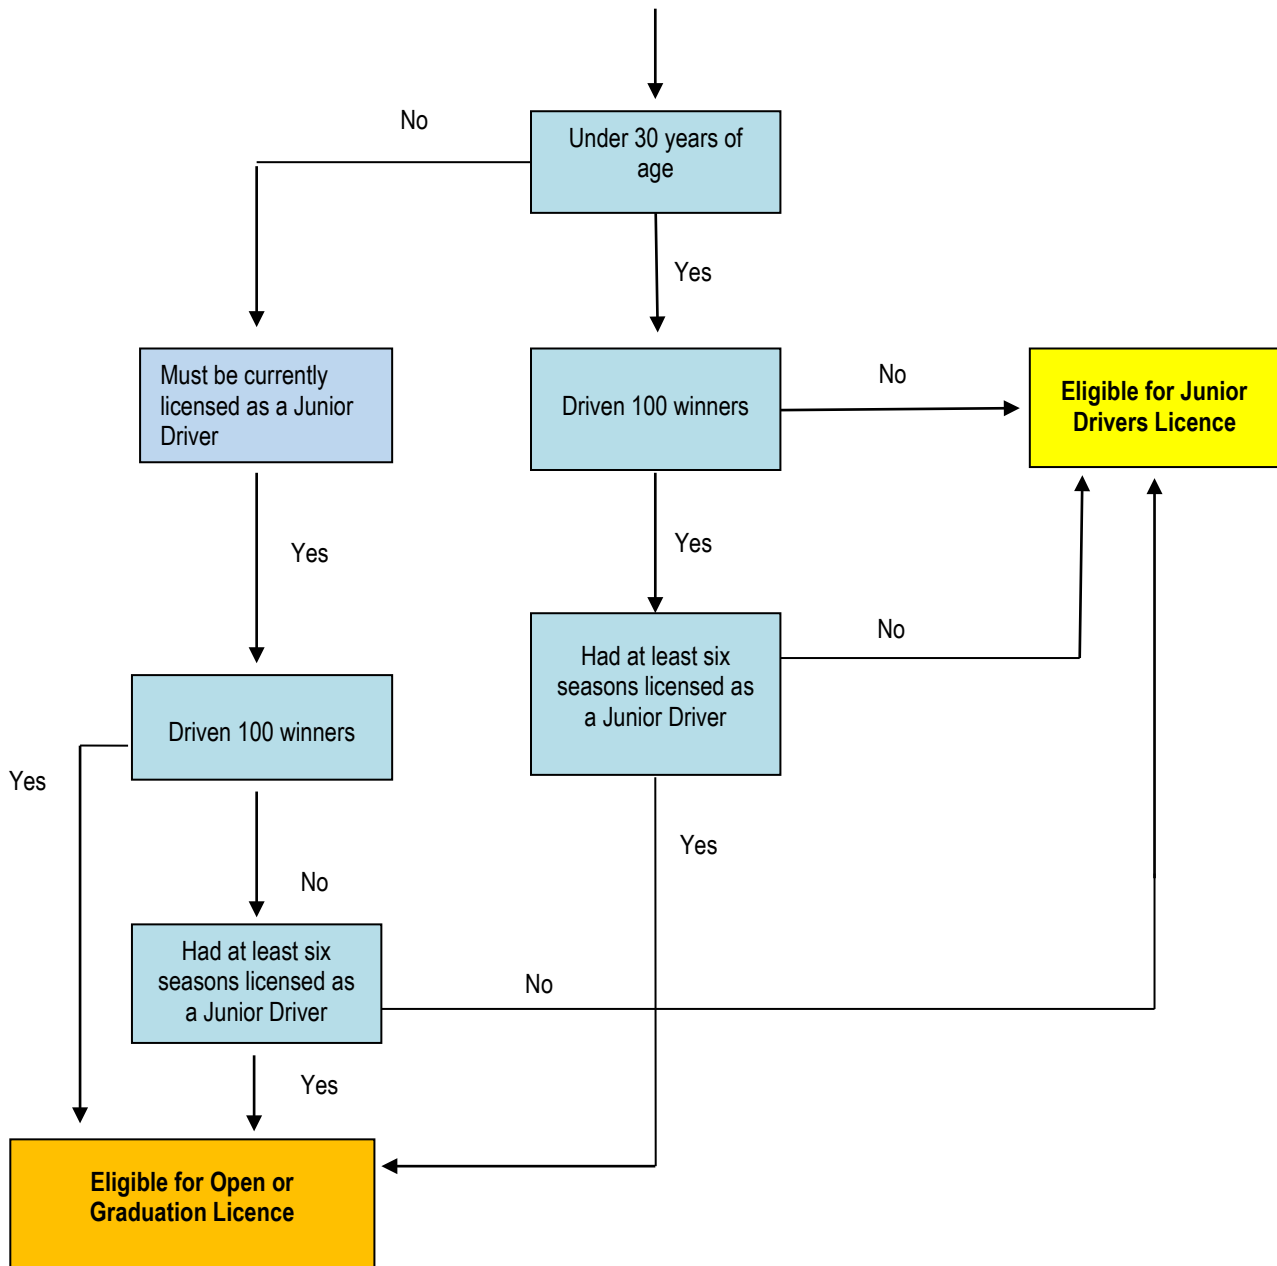 No
Under 30 years of
age
Yes
Must be currently
licensed as a Junior
Driver
Driven 100 winners
No
Eligible for Junior
Drivers Licence
Yes
Yes
Had at least six
seasons licensed as
a Junior Driver
No
Driven 100 winners
Yes
Yes
No
Had at least six
seasons licensed as
a Junior Driver
No
Yes
Eligible for Open or
Graduation Licence